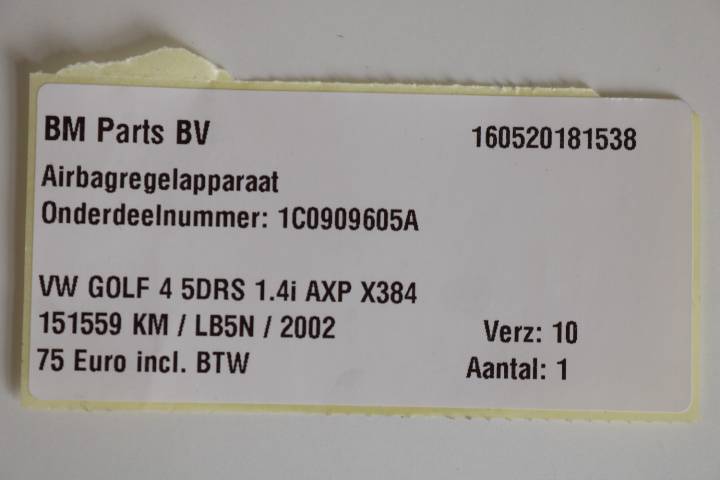 BM Parts BV 160520181538
Airbagregelapparaat
Onderdeelnummer: 1C0909605A
VW GOLF 4 5DRS 1.4i AXP X384
151559 KM / LB5N / 2002 Verz: 10
75 Euro incl. BTW Aantal: 1